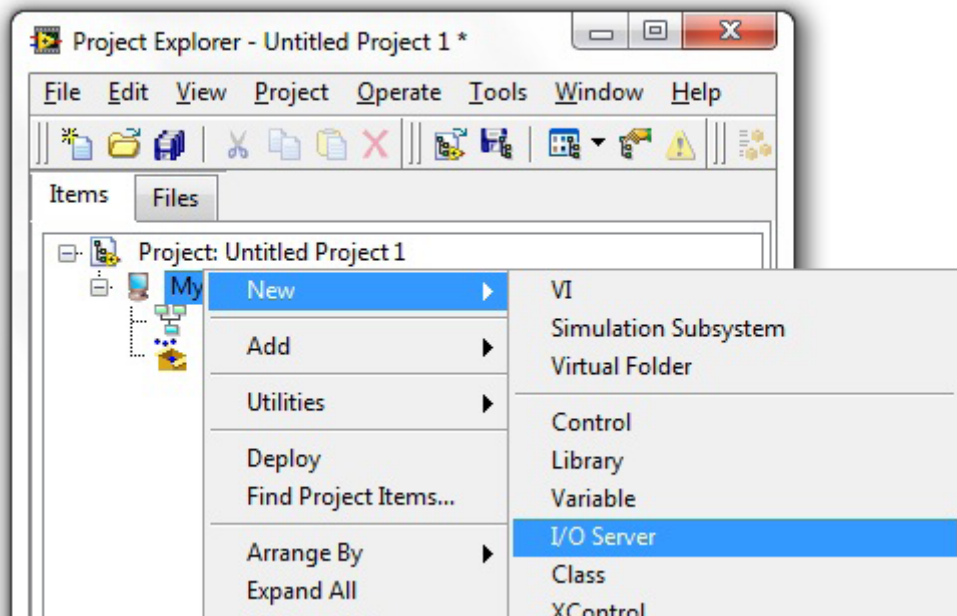 Project Explorer - Untitled Project 1 *
File Edit View Project Operate Tools Window Help
Items Files
Project: Untitled Project 1
My
New
Add
Utilities
Deploy
Find Project Items...
Arrange By
Expand All
VI
Simulation Subsystem
Virtual Folder
Control
Library
Variable
I/O Server
Class
XControl